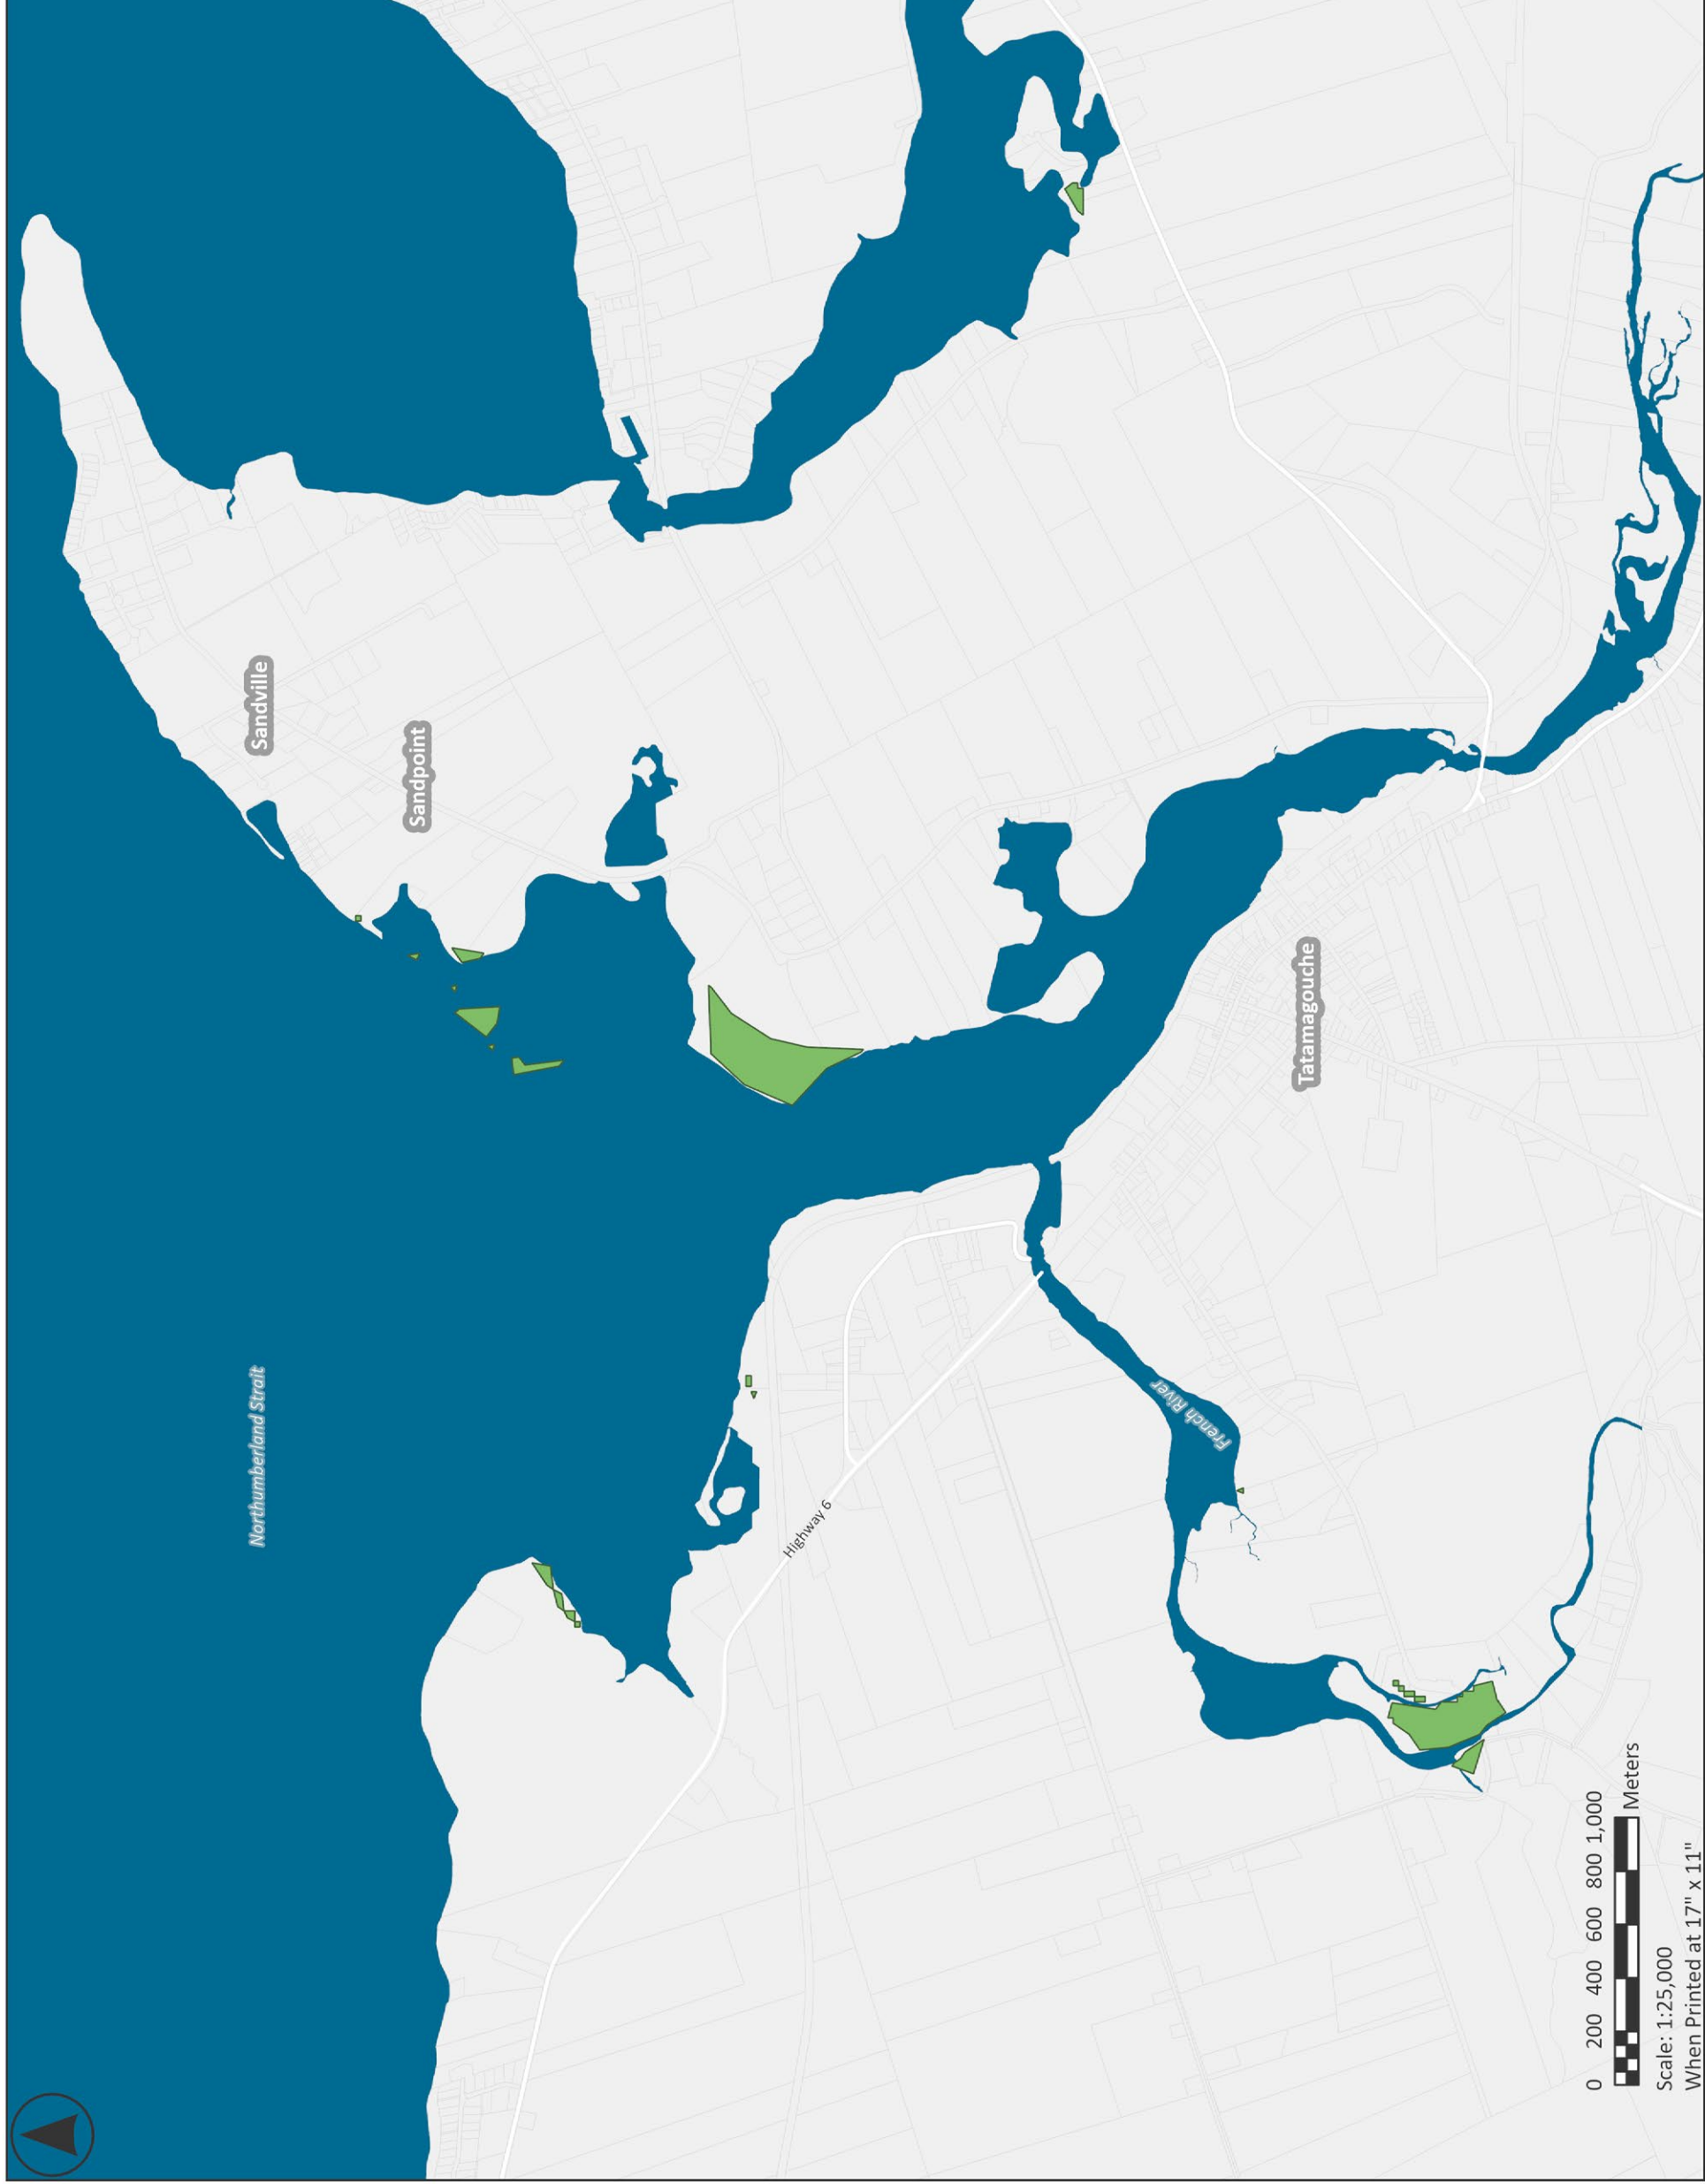 Sandville
Sandpoint
Northumberland Strait
Tatamagouche
Highway 6
French River
0 200 400 600 800 1,000
Meters
Scale: 1:25,000
When Printed at 17" x 11"